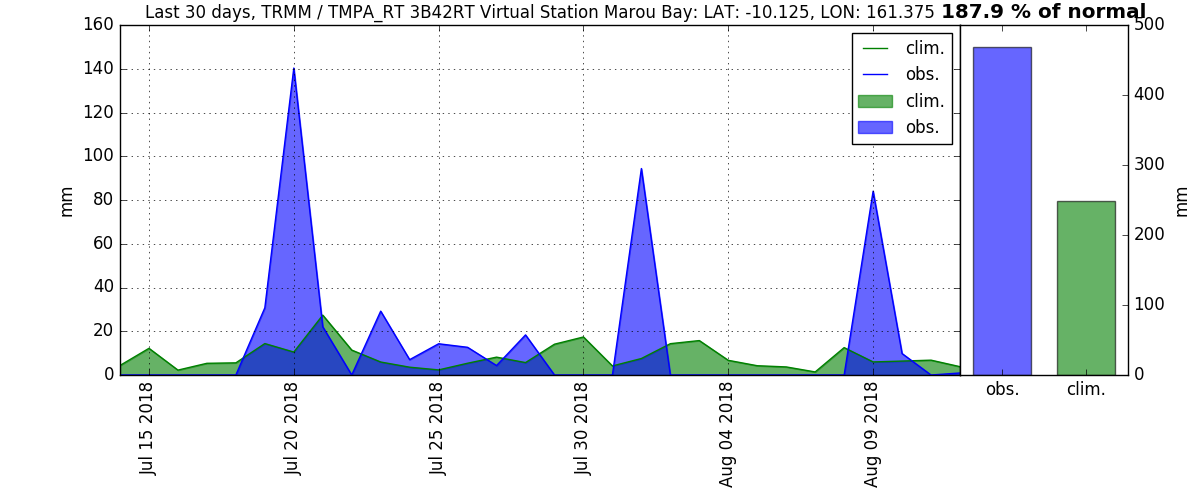 Last 30 days, TRMM / TMPA_RT 3B42RT Virtual Station Marou Bay: LAT: -10.125, LON: 161.375 187.9 % of normal
160
140
120
100
80
60
40
20
0
mm
clim.
obs.
clim.
obs.
Jul 15 2018
Jul 20 2018
Jul 25 2018
Jul 30 2018
Aug 04 2018
Aug 09 2018
500
400
300
200
100
0
mm
obs.
clim.